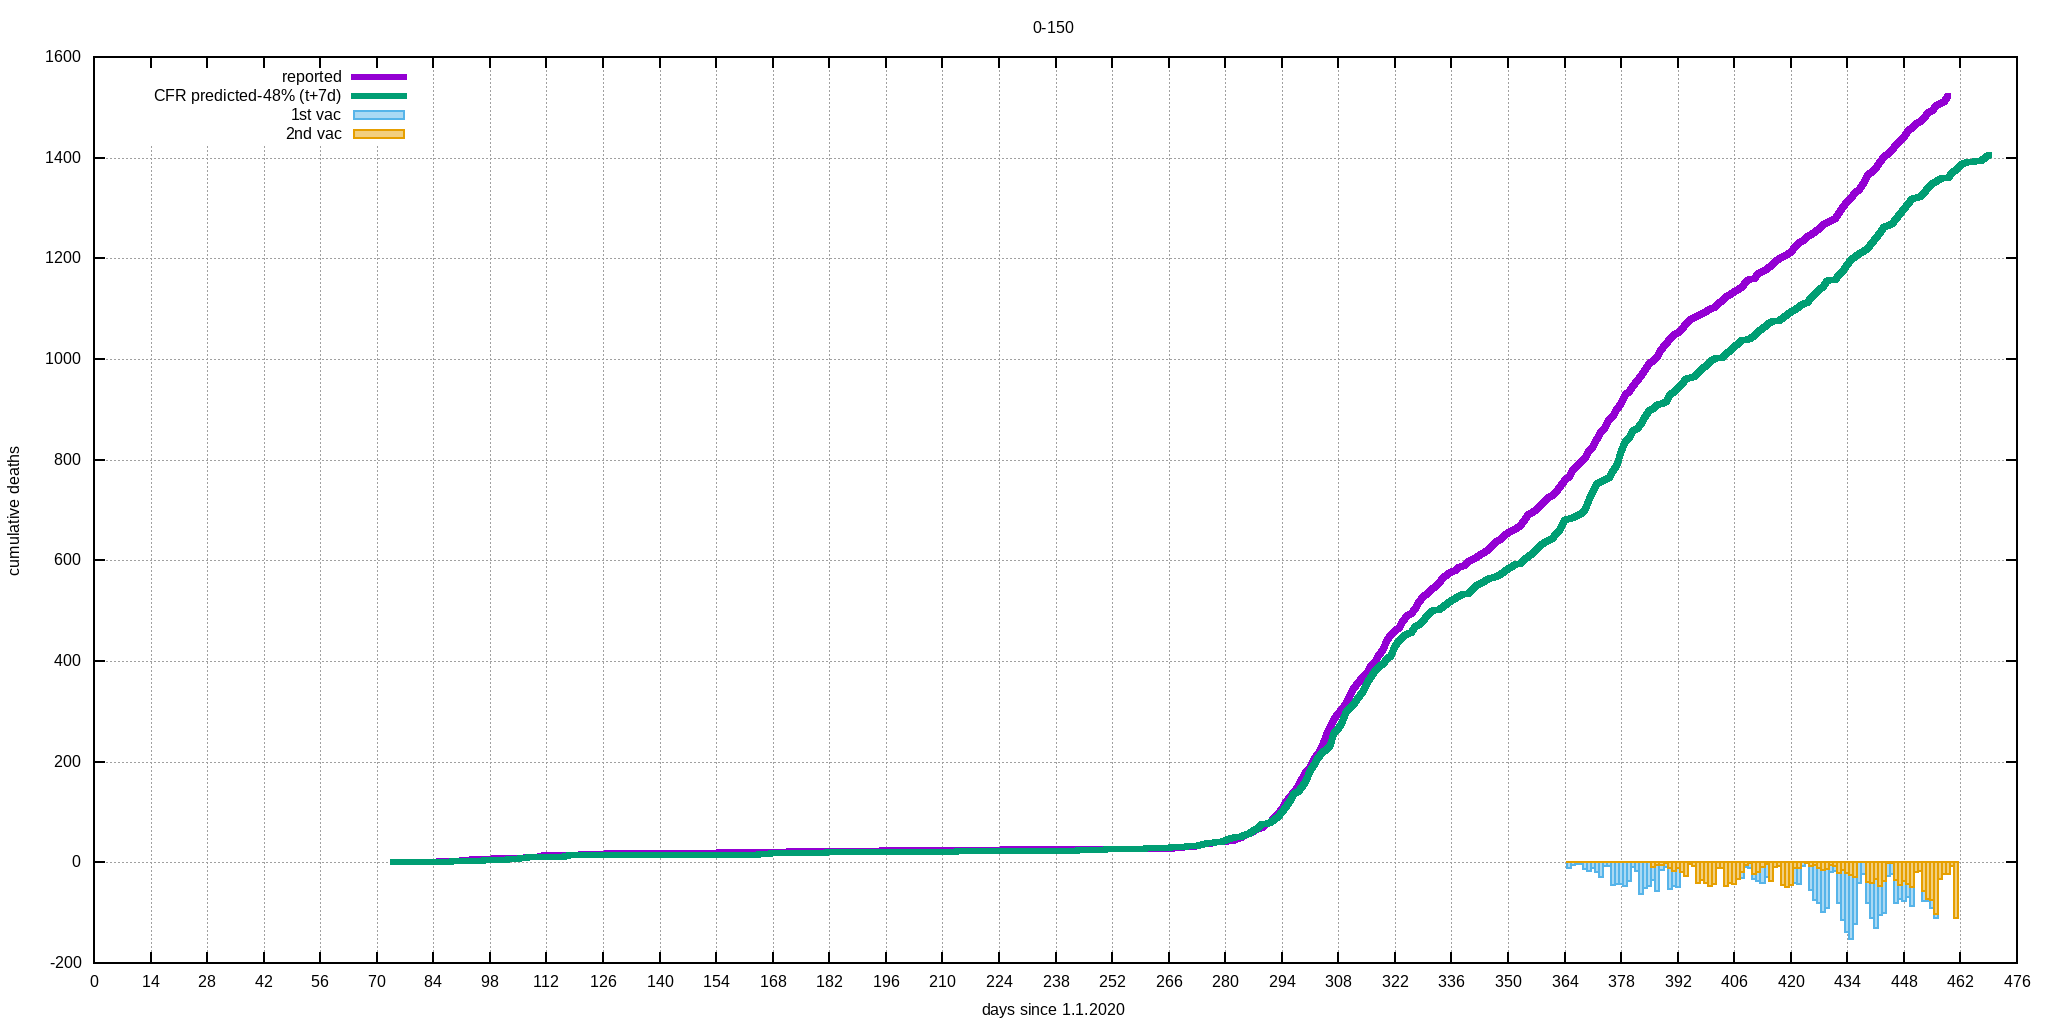 0-150
1600
1400
1200
1000
800
600
400
200
0
-200
cumulative deaths
reported
CFR predicted-48% (t+7d)
1st vac
2nd vac
0 14 28 42 56 70 84 98 112 126 140 154 168 182 196 210 224 238 252 266 280 294 308 322 336 350 364 378 392 406 420 434 448 462 476
days since 1.1.2020